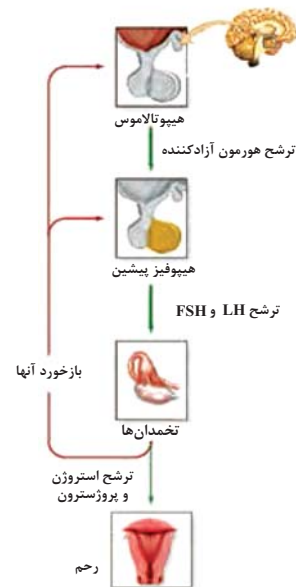 هیپوتالاموس
ترشح هورمون آزادکننده
هیپوفیز پیشین
ترشح LH و FSH
بازخورد آنها
تخمدان‌ها
ترشح استروژن
و پروژسترون
رحم